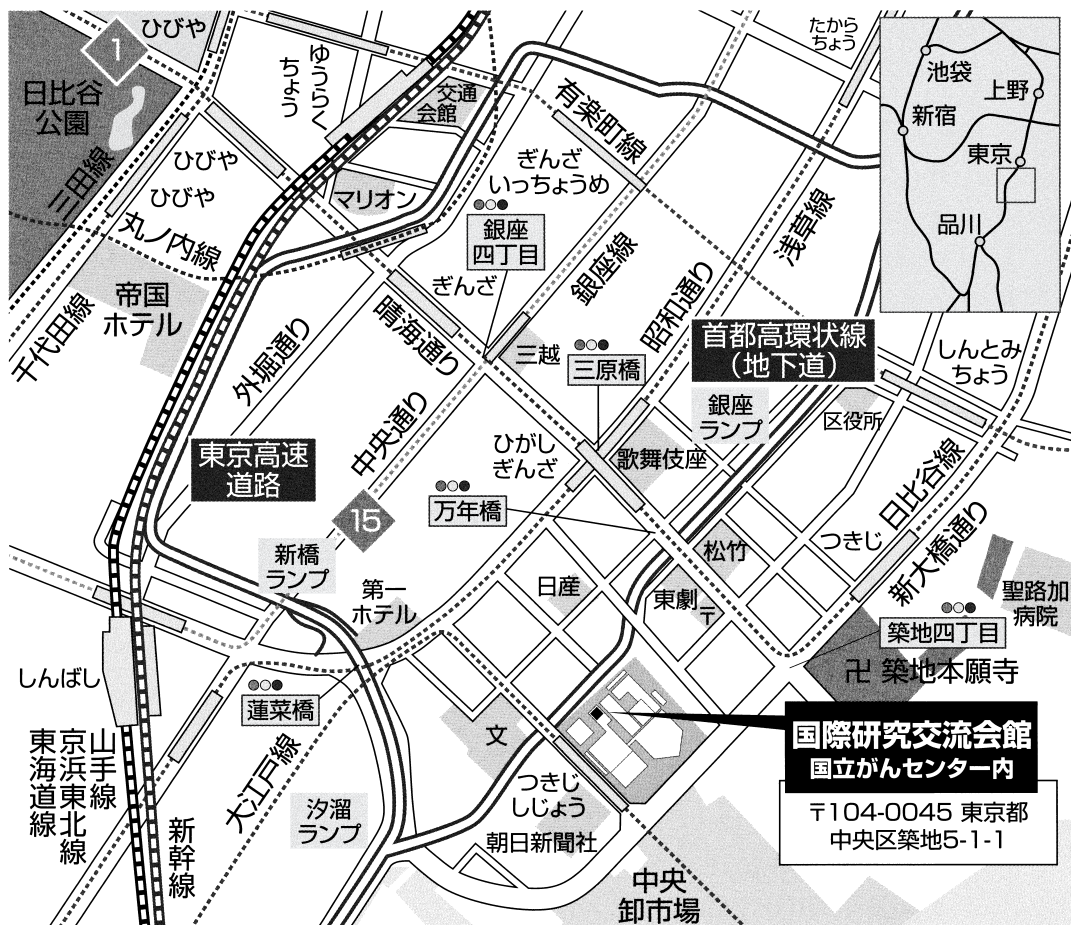 ひびや
1
日比谷
公園
三田線
ゆうらく
ちょう
交通
会館
有楽町線
たから
ちょう
池袋
上野
新宿
東京
品川
ひびや
ひびや
丸ノ内線
マリオン
ぎんざ
いっちょうめ
銀座
四丁目
ぎんざ
銀座線
昭和通り
浅草線
千代田線
帝国
ホテル
外堀通り
晴海通り
三越
三原橋
首都高環状線
（地下道）
しんとみ
ちょう
銀座
ランプ
区役所
中央通り
東京高速
道路
ひがし
ぎんざ
歌舞伎座
15
万年橋
日比谷線
新大橋通り
つきじ
松竹
新橋
ランプ
第一
ホテル
日産
東劇
〒
聖路加
病院
築地四丁目
卍 築地本願寺
しんばし
蓮菜橋
山手線
京浜東北線
東海道線
新幹線
大江戸線
文
国際研究交流会館
国立がんセンター内
〒104-0045 東京都
中央区築地5-1-1
汐溜
ランプ
つきじ
しじょう
朝日新聞社
中央
卸市場